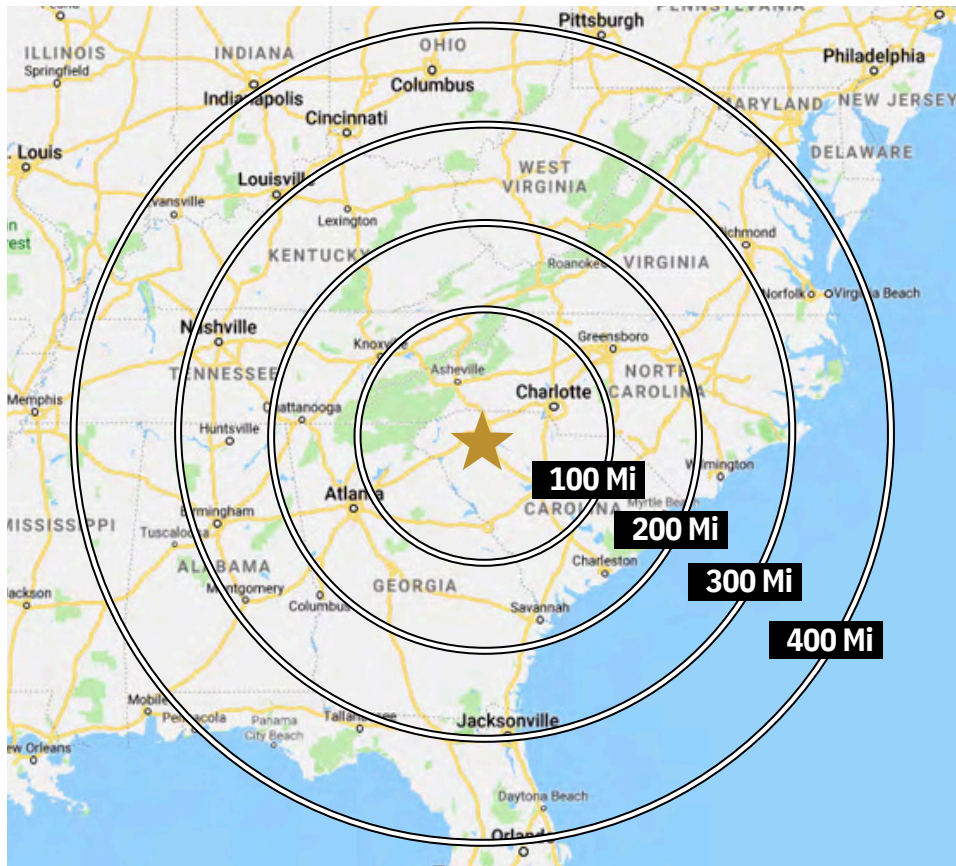 PENNSYLVANIA
Pittsburgh
OHIO
ILLINOIS
INDIANA
Philadelphia
Springfield
Columbus
Indianapolis
MARYLAND
NEW JERSEY
Cincinnati
. Louis
DELAWARE
WEST
VIRGINIA
Louisville
Evansville
Lexington
Richmond
KENTUCKY
Roanoke
VIRGINIA
Norfolk
Virginia Beach
Nashville
Greensboro
Knoxville
TENNESSEE
Asheville
NORTH
CAROLINA
Charlotte
Memphis
Chattanooga
Huntsville
Wilmington
100 Mi
Atlanta
CAROLINA
Myrtle Beach
MISSISSIPPI
Birmingham
200 Mi
Tuscaloosa
Charleston
ALABAMA
300 Mi
GEORGIA
Montgomery
Jackson
Columbus
Savannah
400 Mi
Mobile
Pensacola
Panama
City Beach
Tallahassee
Jacksonville
ew Orleans
Daytona Beach
Orlando